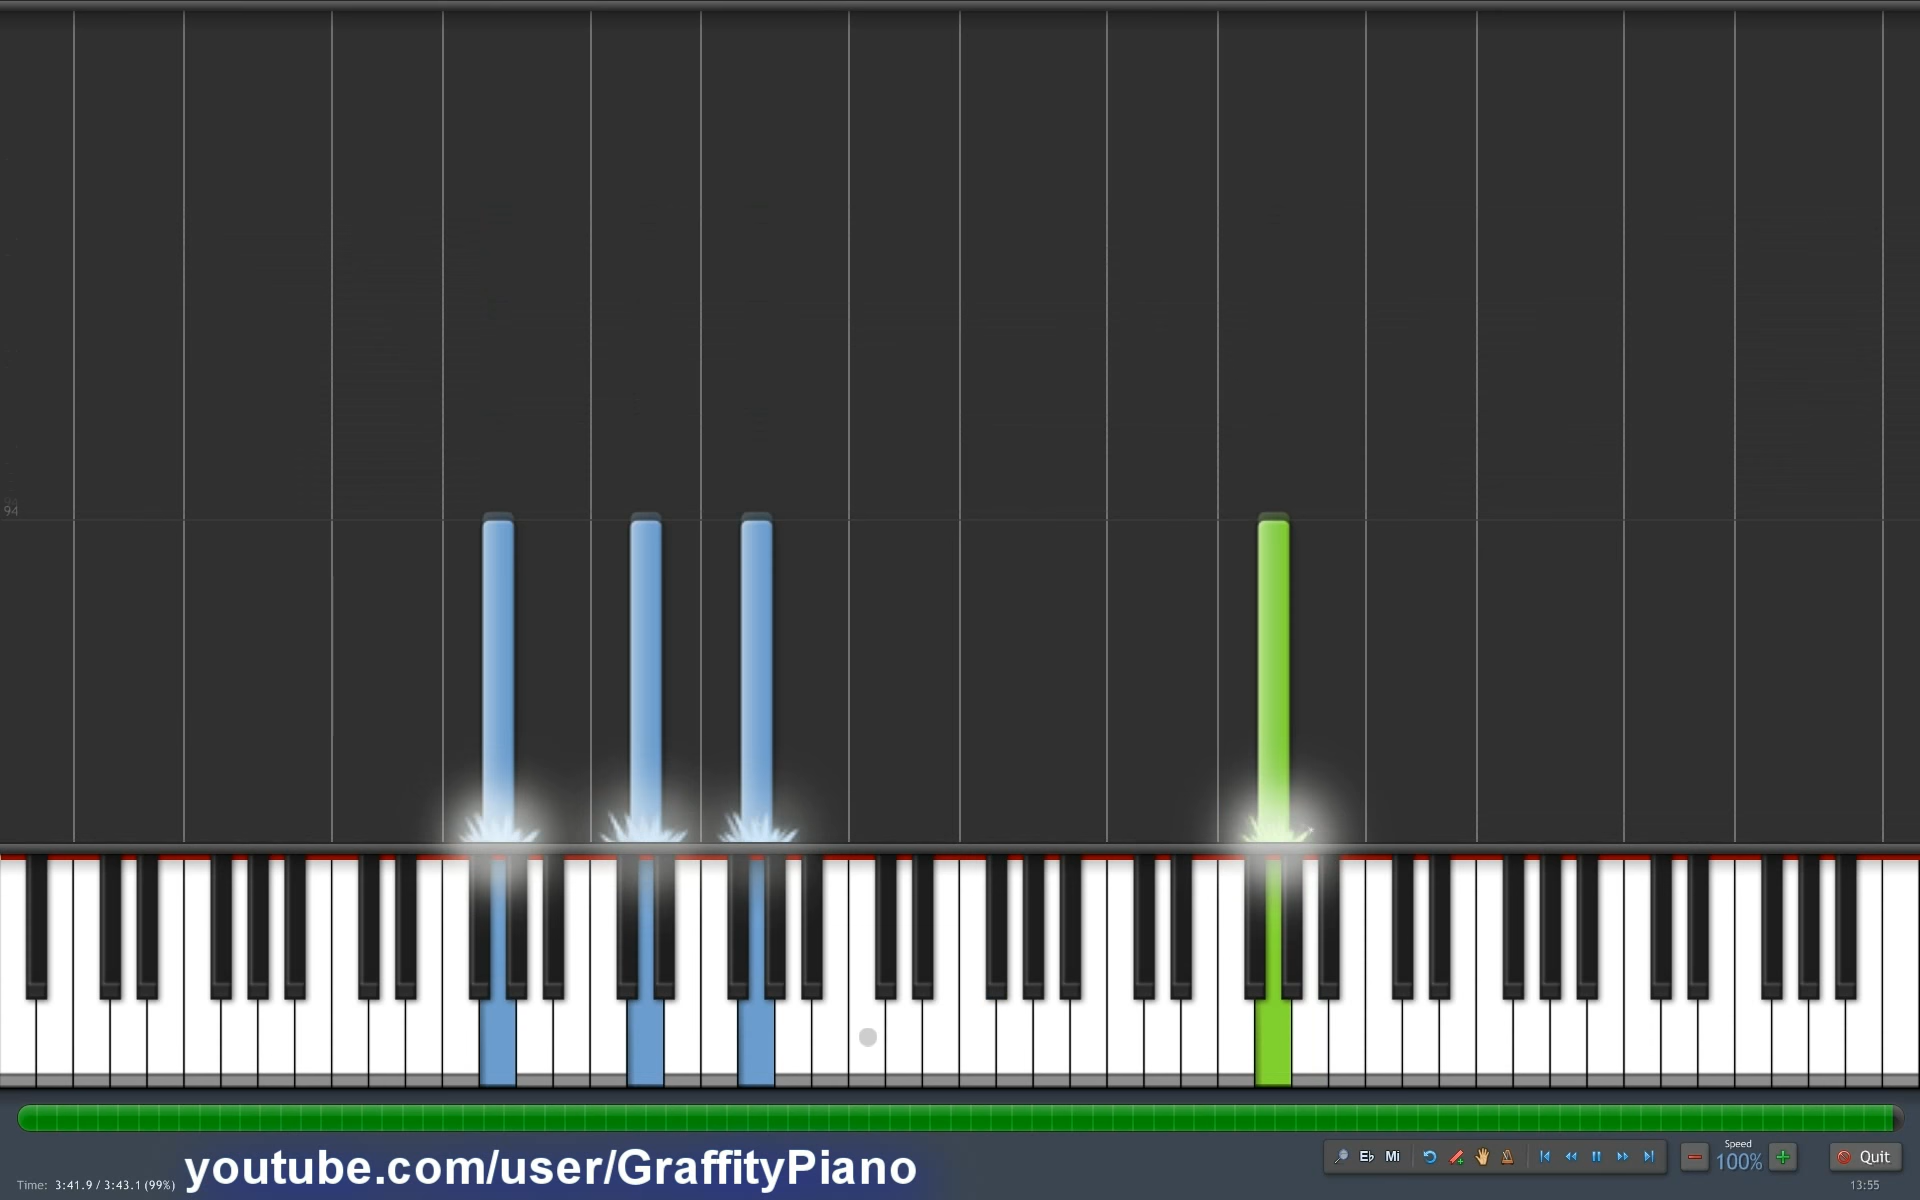 94
youtube.com/user/GraffityPiano
Time: 3:41.9 / 3:43.1 (99%)
E♭ Mi
Speed
100%
Quit
13:55